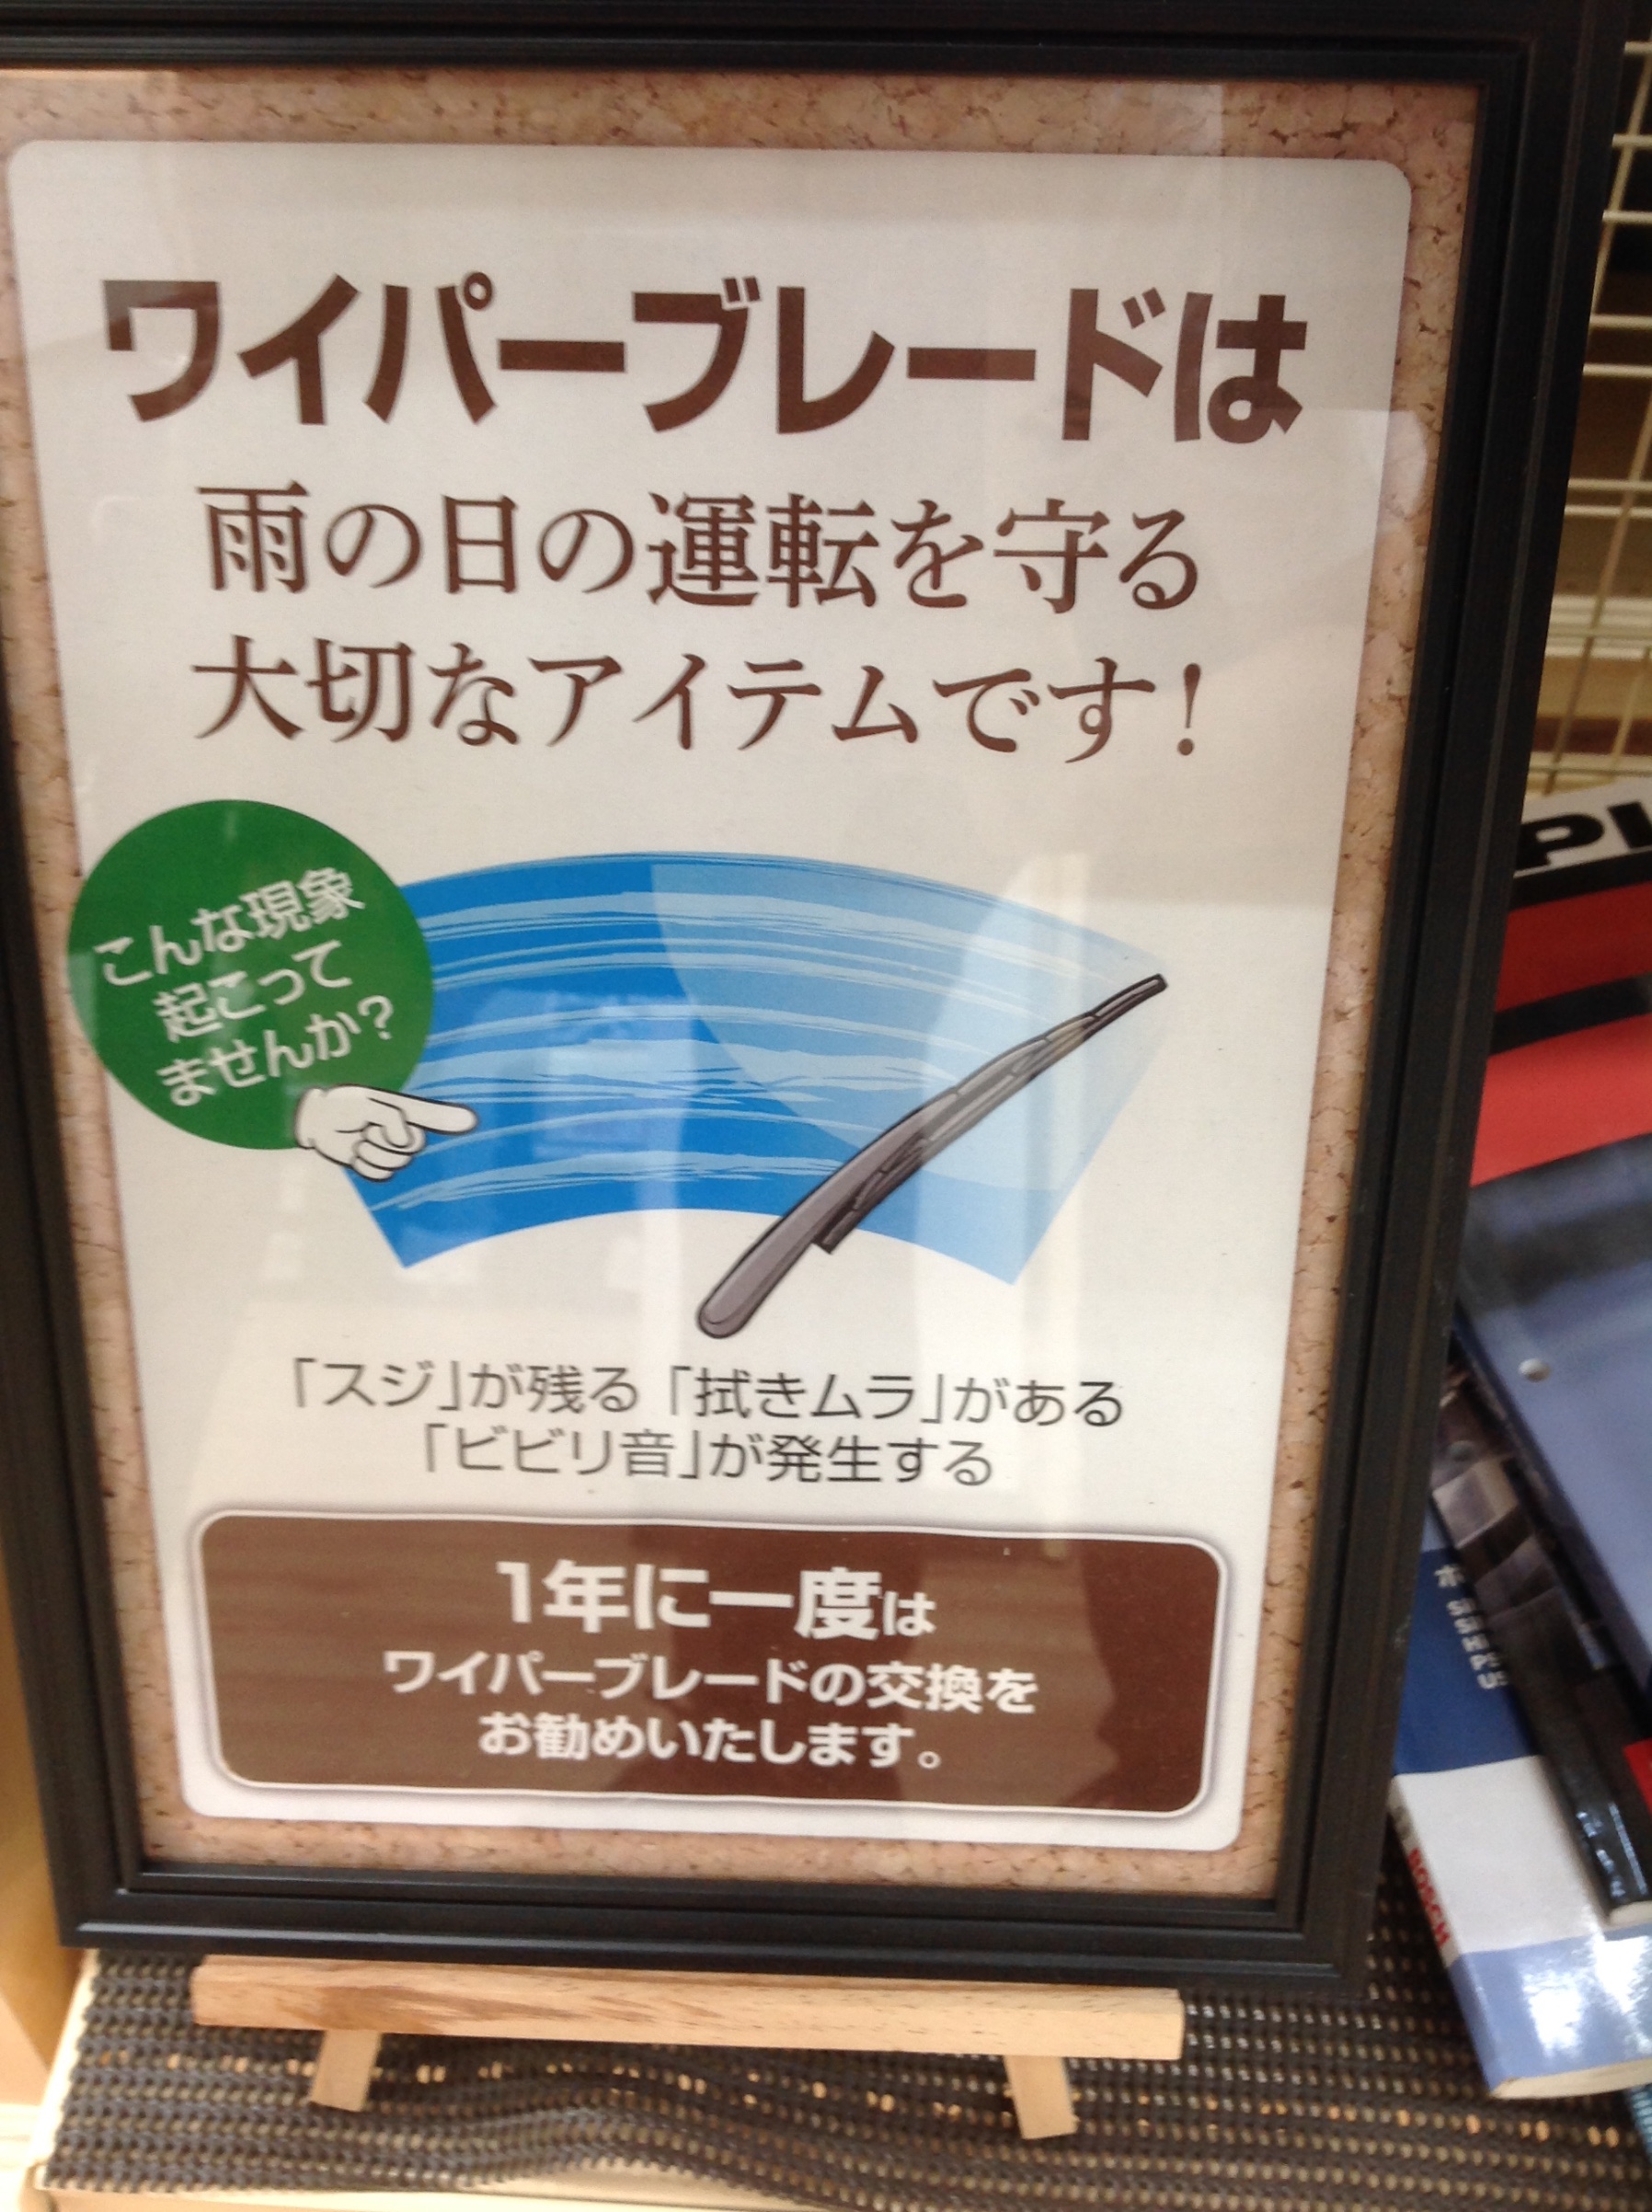 ワイパーブレードは
雨の日の運転を守る
大切なアイテムです!
こんな現象
起こって
ませんか?
「スジ」が残る「拭きムラ」がある
「ビビリ音」が発生する
1年に一度は
ワイパーブレードの交換を
お勧めいたします。
BOSCH